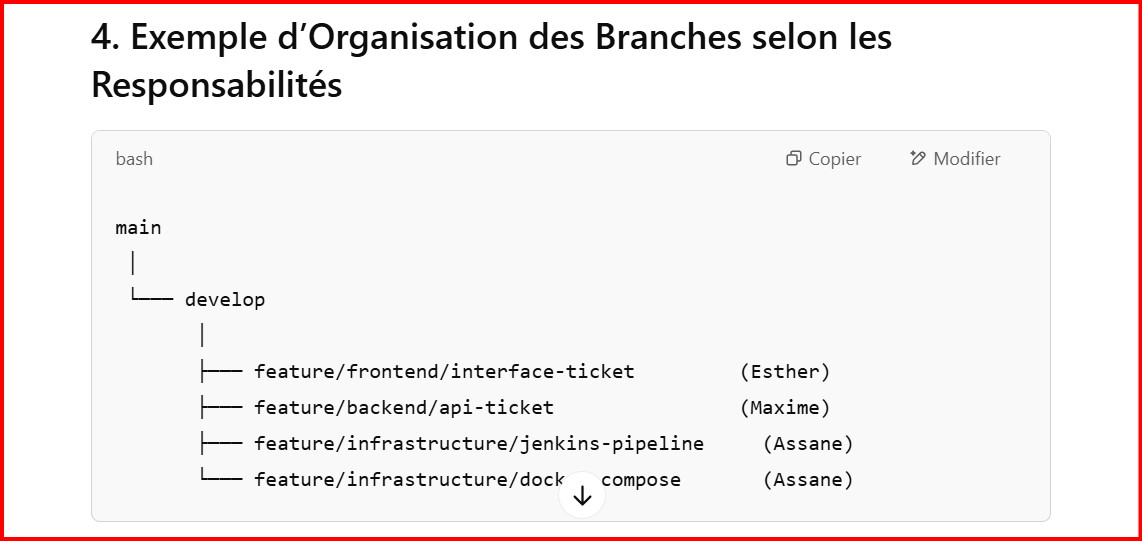 4. Exemple d’Organisation des Branches selon les
Responsabilités
bash
Copier
Modifier
main
│
└── develop
│
├── feature/frontend/interface-ticket (Esther)
├── feature/backend/api-ticket (Maxime)
├── feature/infrastructure/jenkins-pipeline (Assane)
└── feature/infrastructure/dock compose (Assane)